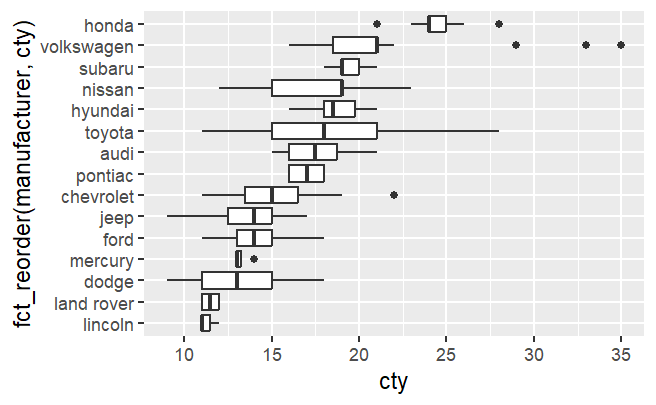 fct_reorder(manufacturer, cty)
honda
volkswagen
subaru
nissan
hyundai
toyota
audi
pontiac
chevrolet
jeep
ford
mercury
dodge
land rover
lincoln
10 15 20 25 30 35
cty